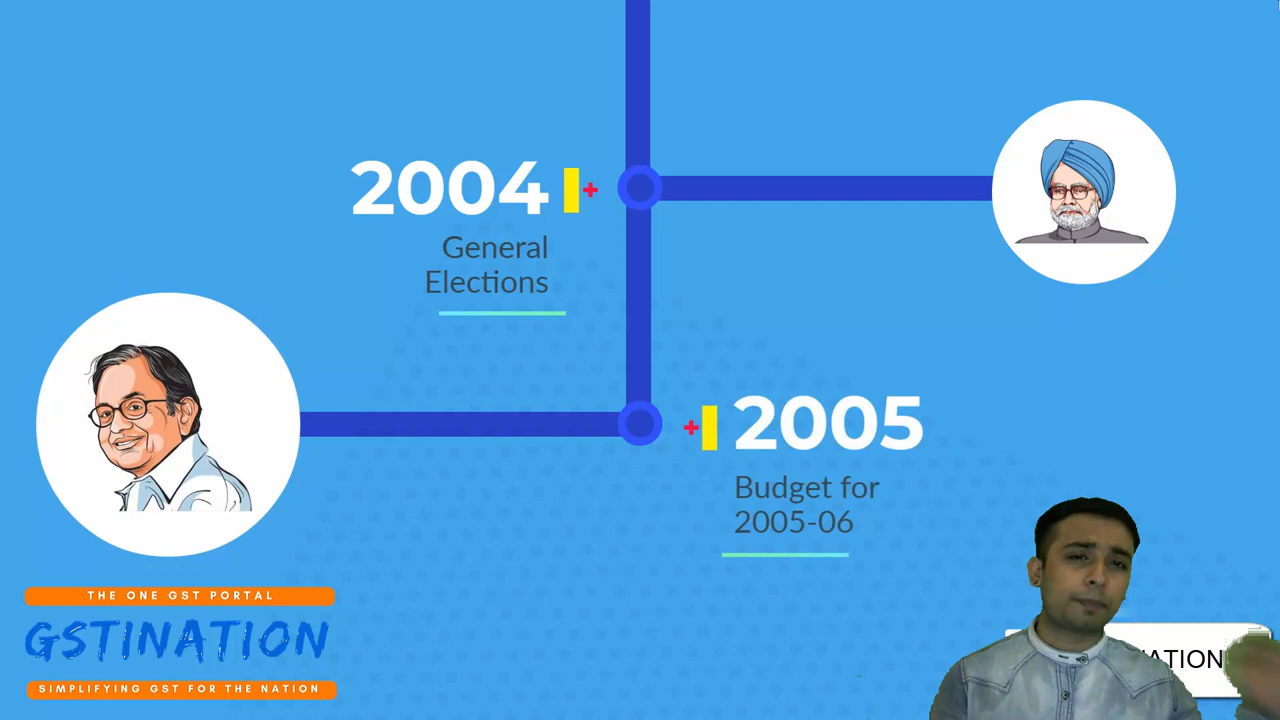 2004
General
Elections
2005
Budget for
2005-06
THE ONE GST PORTAL
GSTINATION
SIMPLIFYING GST FOR THE NATION